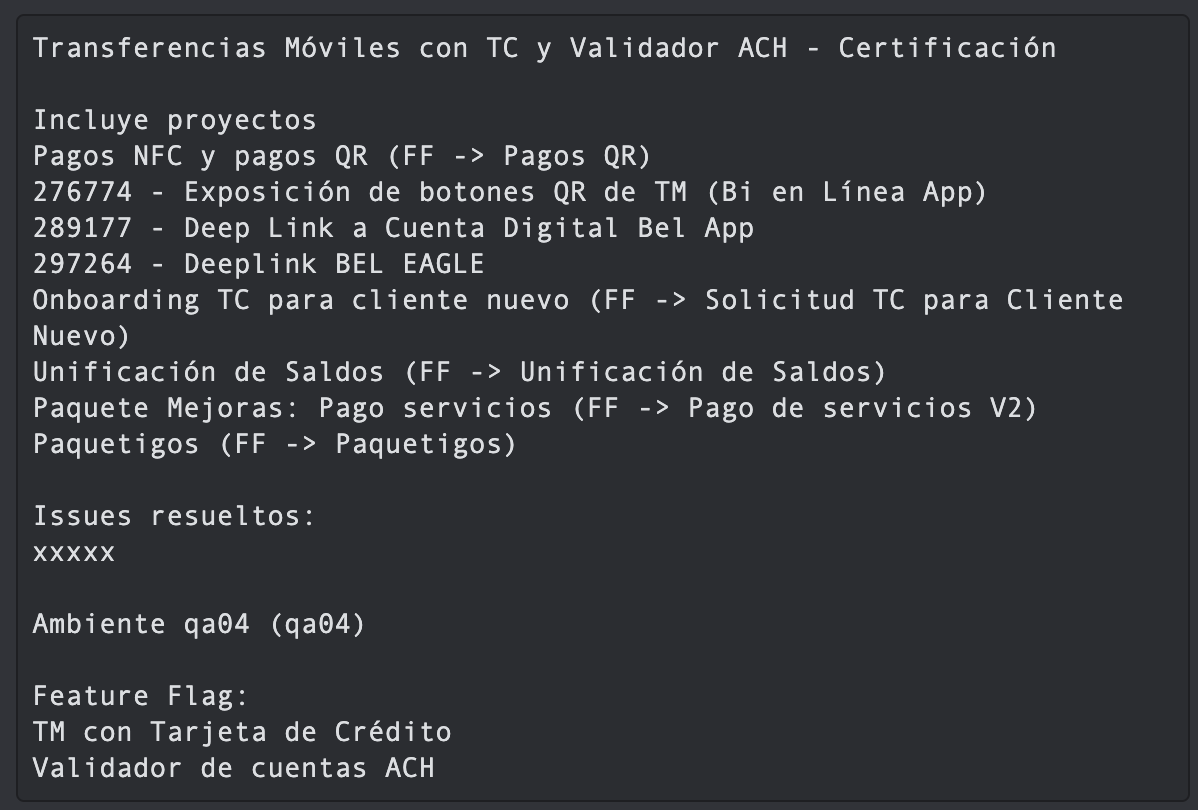 Transferencias Móviles con TC y Validador ACH - Certificación
Incluye proyectos
Pagos NFC y pagos QR (FF -> Pagos QR)
276774 - Exposición de botones QR de TM (Bi en Línea App)
289177 - Deep Link a Cuenta Digital Bel App
297264 - Deeplink BEL EAGLE
Onboarding TC para cliente nuevo (FF -> Solicitud TC para Cliente
Nuevo)
Unificación de Saldos (FF -> Unificación de Saldos)
Paquete Mejoras: Pago servicios (FF -> Pago de servicios V2)
Paquetigos (FF -> Paquetigos)
Issues resueltos:
xxxxx
Ambiente qa04 (qa04)
Feature Flag:
TM con Tarjeta de Crédito
Validador de cuentas ACH